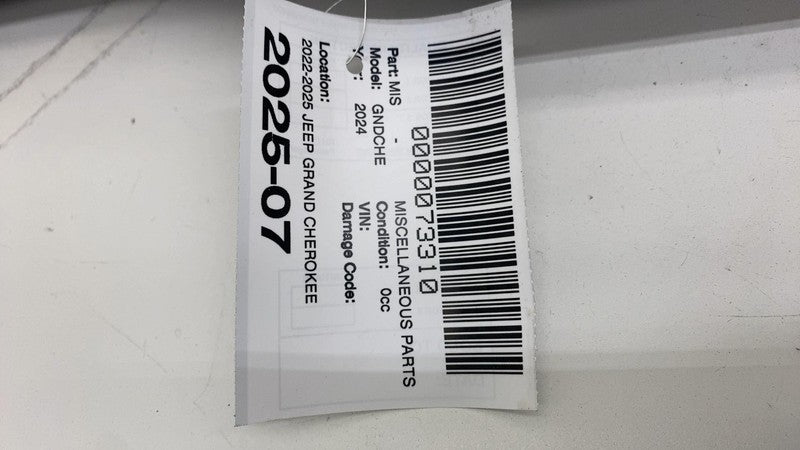 0000073310
Part: MIS - MISCELLANEOUS PARTS
Model: GNDCHE Condition: 0cc
Year: 2024 VIN:
Damage Code:
Location:
2022-2025 JEEP GRAND CHEROKEE
2025-07